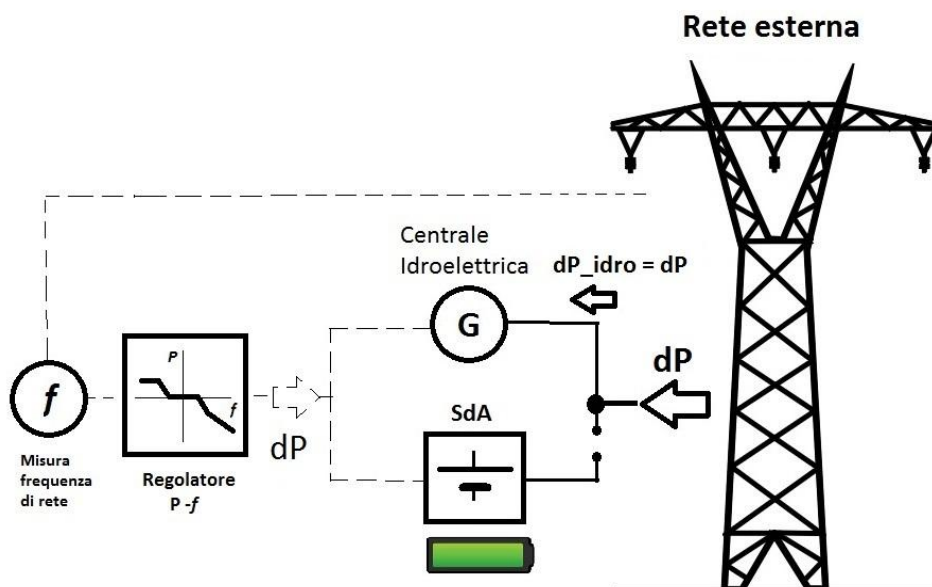 Rete esterna
Centrale
Idroelettrica
dP_idro = dP
G
dP
f
Misura
frequenza
di rete
P
f
Regolatore
P -f
dP
SdA